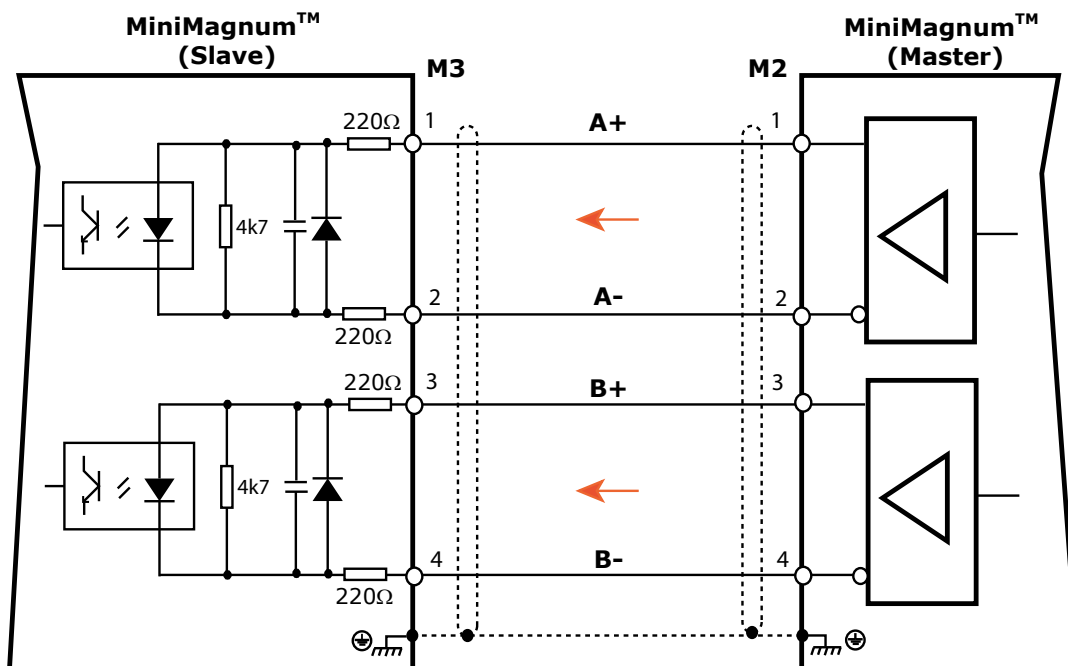 MiniMagnum™
(Slave)
MiniMagnum™
(Master)
M3
M2
220Ω
1
A+
1
4k7
2
A-
2
220Ω
220Ω
3
B+
3
4k7
4
B-
4
220Ω